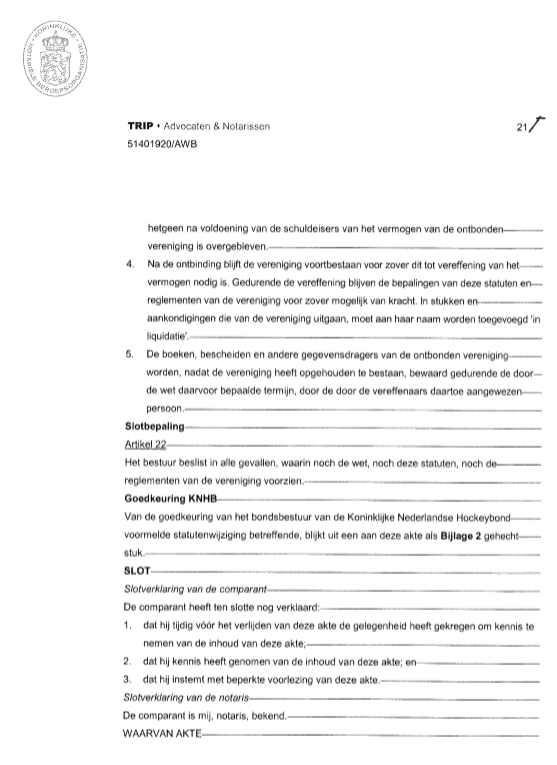 KONINKLIJKE NOTARIËLE BEROEPSORGANISATIE
TRIP • Advocaten & Notarissen
21
51401920/AWB
hetgeen na voldoening van de schuldeisers van het vermogen van de ontbonden
vereniging is overgebleven.
4. Na de ontbinding blijft de vereniging voortbestaan voor zover dit tot vereffening van het
vermogen nodig is. Gedurende de vereffening blijven de bepalingen van deze statuten en
reglementen van de vereniging voor zover mogelijk van kracht. In stukken en
aankondigingen die van de vereniging uitgaan, moet aan haar naam worden toegevoegd 'in
liquidatie'.
5. De boeken, bescheiden en andere gegevensdragers van de ontbonden vereniging
worden, nadat de vereniging heeft opgehouden te bestaan, bewaard gedurende de door
de wet daarvoor bepaalde termijn, door de door de vereffenaars daartoe aangewezen
persoon.
Slotbepaling
Artikel 22
Het bestuur beslist in alle gevallen, waarin noch de wet, noch deze statuten, noch de
reglementen van de vereniging voorzien.
Goedkeuring KNHB
Van de goedkeuring van het bondsbestuur van de Koninklijke Nederlandse Hockeybond
voormelde statutenwijziging betreffende, blijkt uit een aan deze akte als Bijlage 2 gehecht
stuk.
SLOT
Slotverklaring van de comparant
De comparant heeft ten slotte nog verklaard:
1. dat hij tijdig vóór het verlijden van deze akte de gelegenheid heeft gekregen om kennis te
nemen van de inhoud van deze akte;
2. dat hij kennis heeft genomen van de inhoud van deze akte; en
3. dat hij instemt met beperkte voorlezing van deze akte.
Slotverklaring van de notaris
De comparant is mij, notaris, bekend.
WAARVAN AKTE